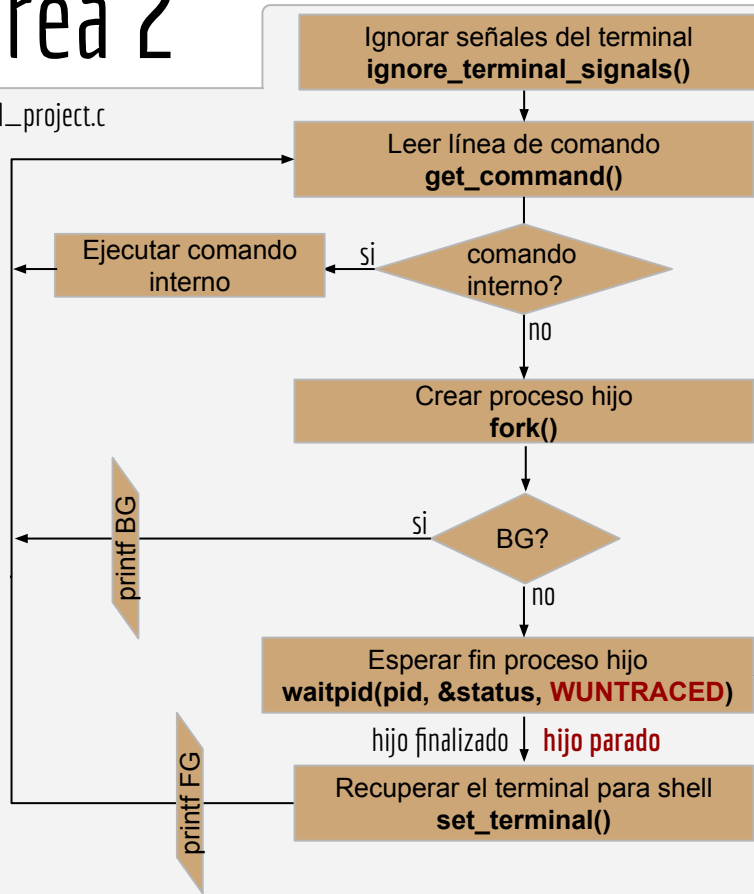 rea 2
Ignorar señales del terminal
ignore_terminal_signals()
l_project.c
Leer línea de comando
get_command()
Ejecutar comando
interno
si
comando
interno?
no
Crear proceso hijo
fork()
printf BG
si
BG?
no
Esperar fin proceso hijo
waitpid(pid, &status, WUNTRACED)
hijo finalizado
hijo parado
printf FG
Recuperar el terminal para shell
set_terminal()